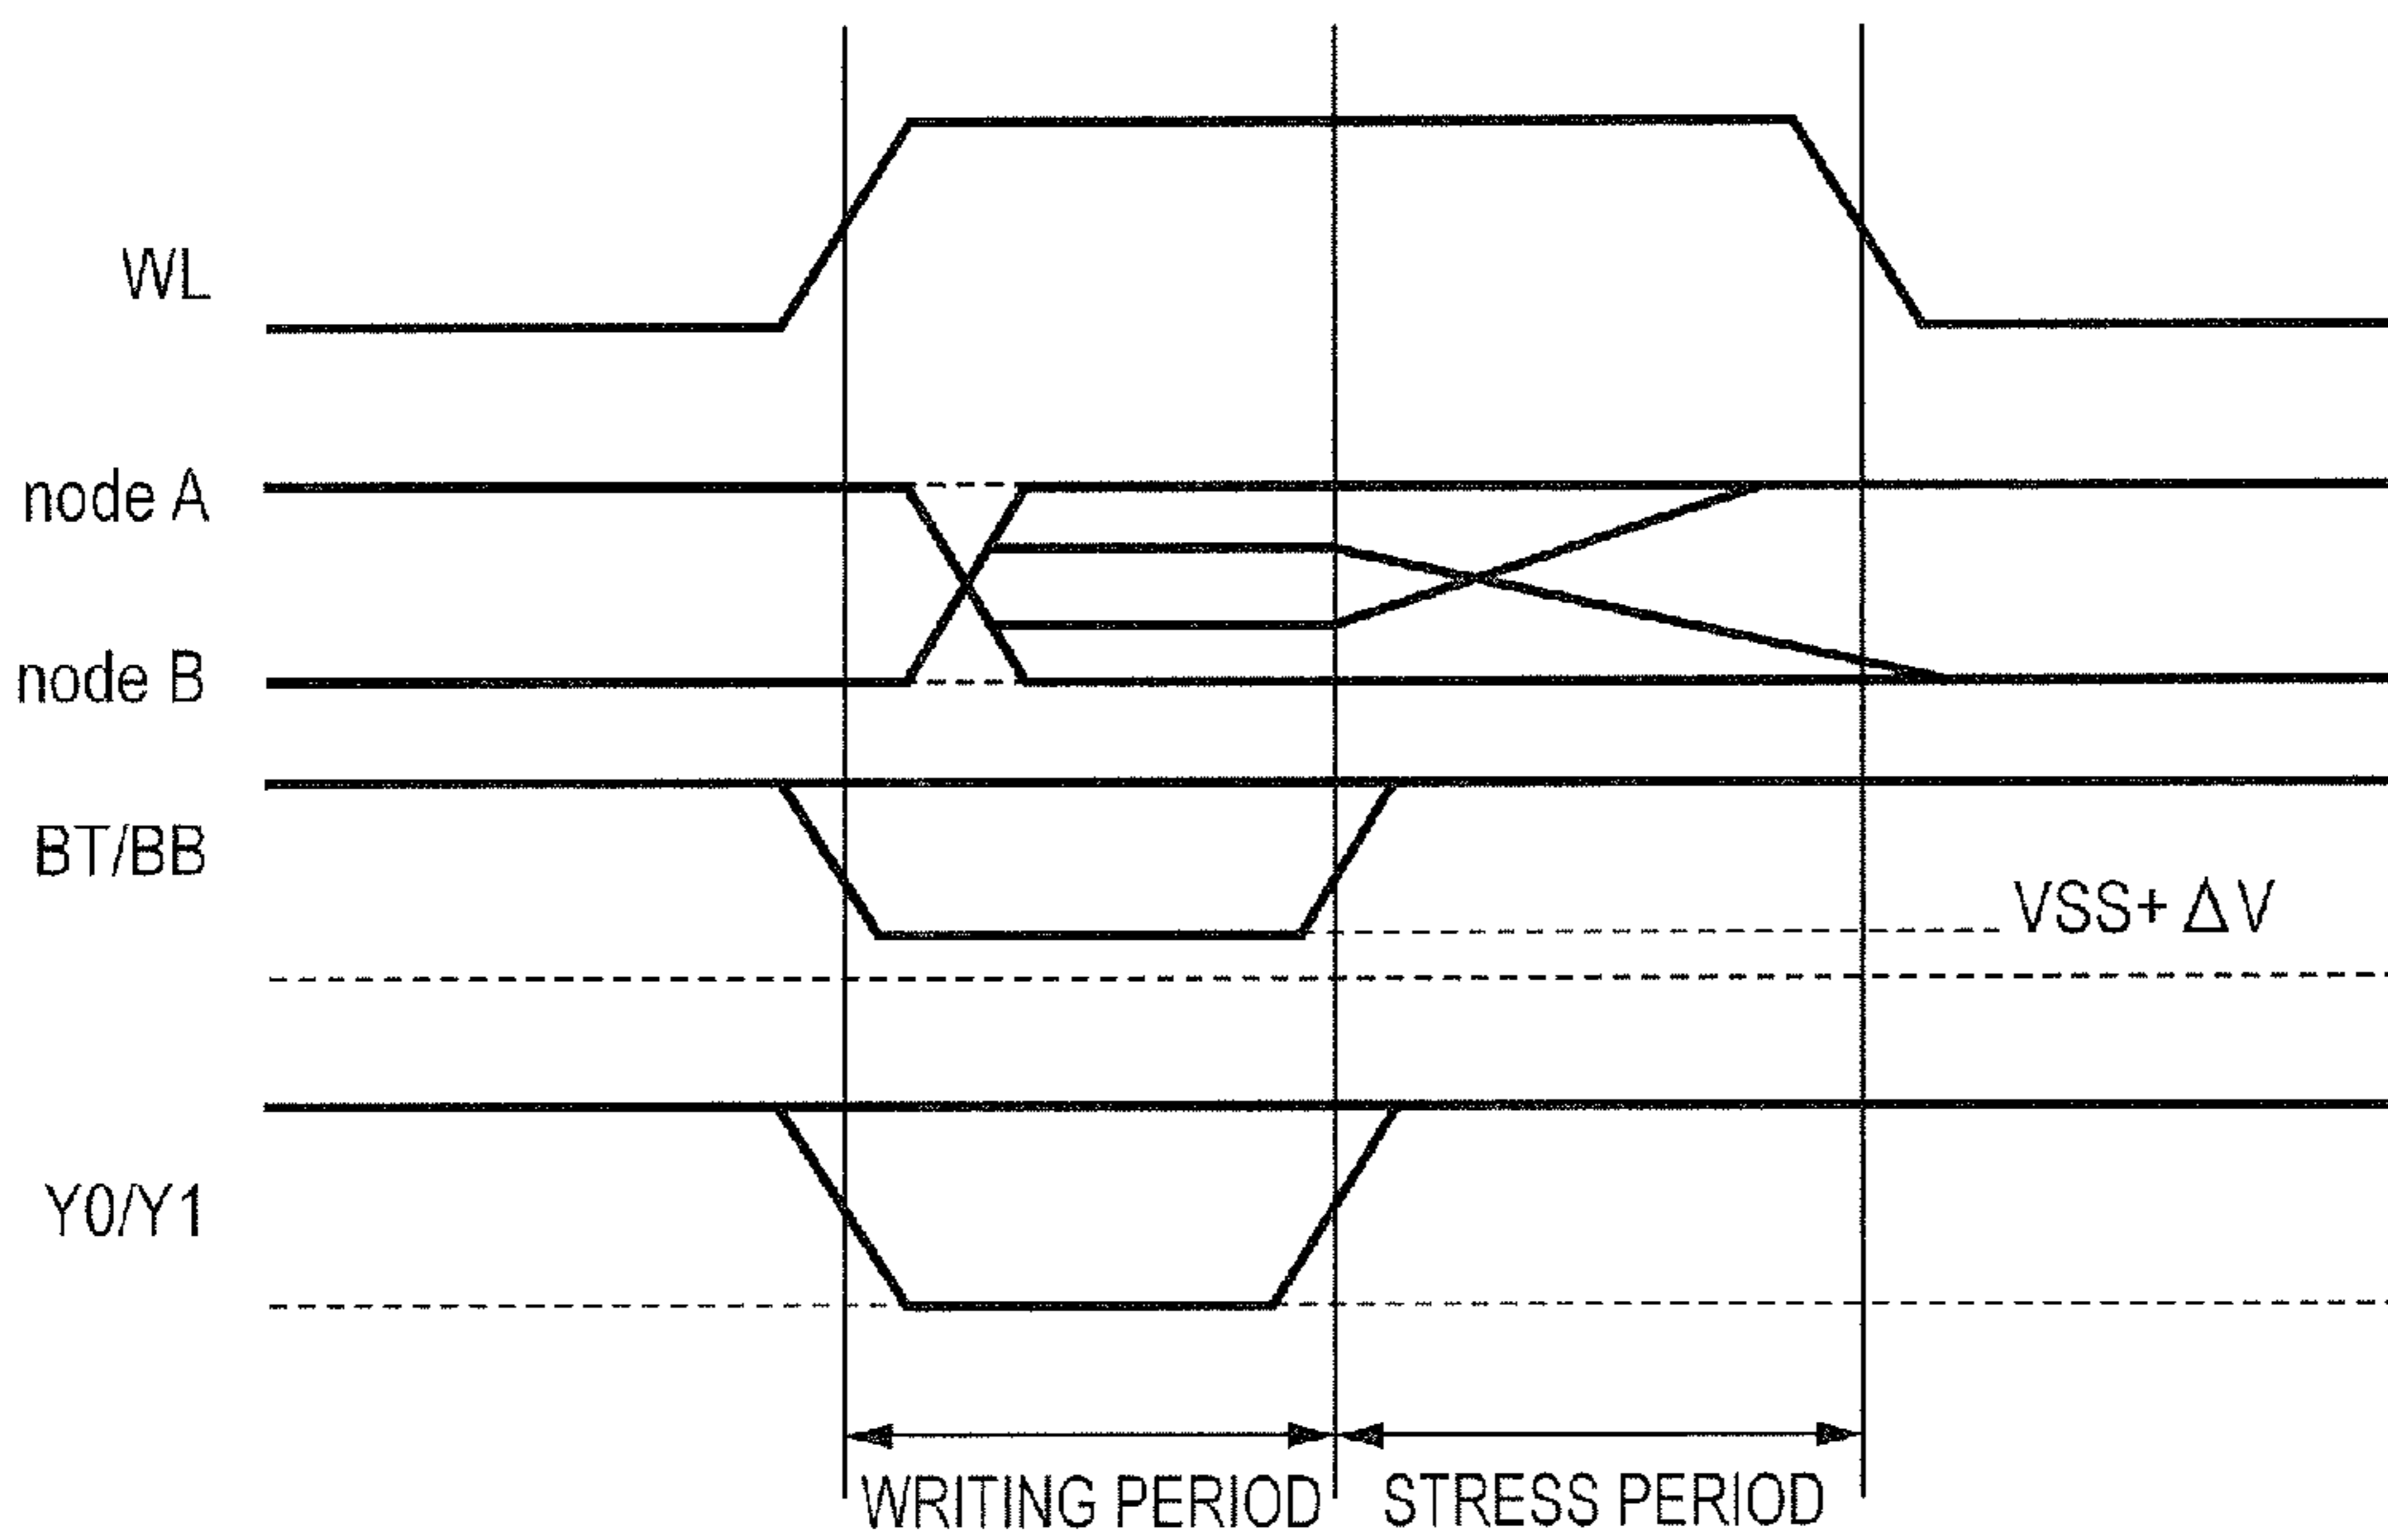 WL
node A
node B
BT/BB
VSS+ ΔV
Y0/Y1
WRITING PERIOD
STRESS PERIOD